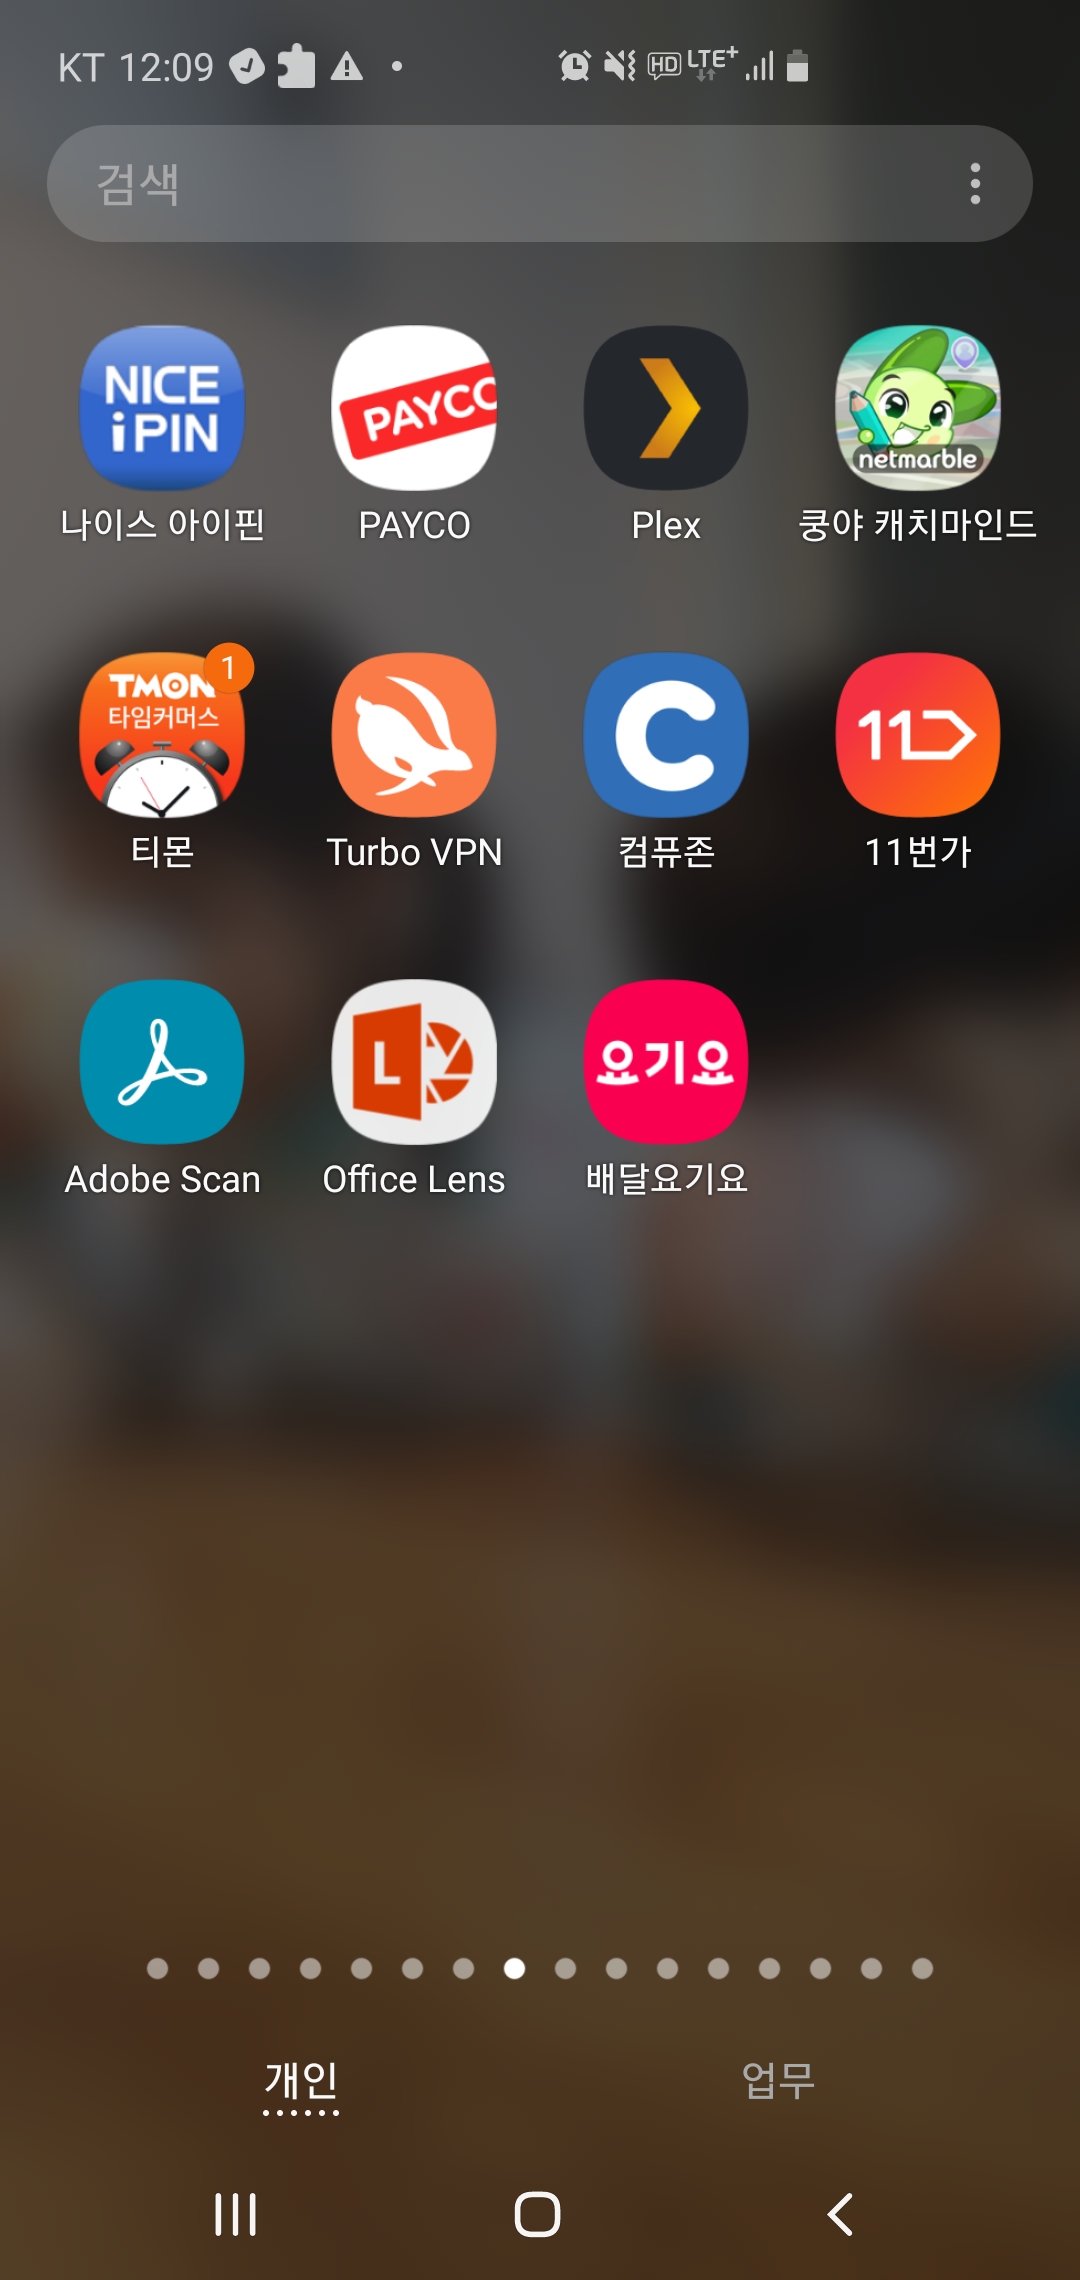 KT 12:09
HD LTE+
검색
NICE
iPIN
PAYCO
netmarble
나이스 아이핀
PAYCO
Plex
쿵야 캐치마인드
TMON
타임커머스
1
C
11
티몬
Turbo VPN
컴퓨존
11번가
L
요기요
Adobe Scan
Office Lens
배달요기요
개인
업무